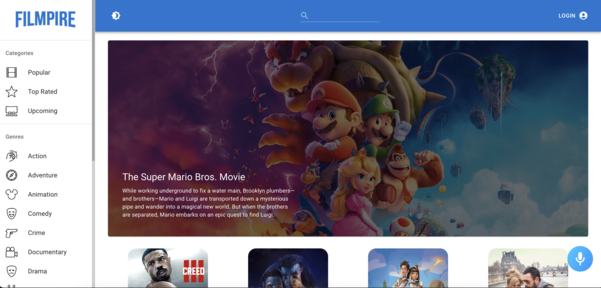 FILMPIRE
LOGIN
Categories
Popular
Top Rated
Upcoming
Genres
Action
Adventure
Animation
Comedy
Crime
Documentary
Drama
The Super Mario Bros. Movie
While working underground to fix a water main, Brooklyn plumbers—
and brothers—Mario and Luigi are transported down a mysterious
pipe and wander into a magical new world. But when the brothers
are separated, Mario embarks on an epic quest to find Luigi.
CREED
III